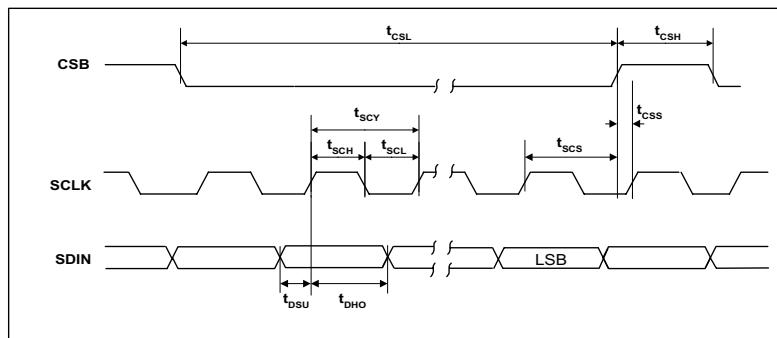 tCSL
tCSH
CSB
tCSS
tSCY
tSCH
tSCL
tSCS
SCLK
SDIN
LSB
tDSU
tDHO